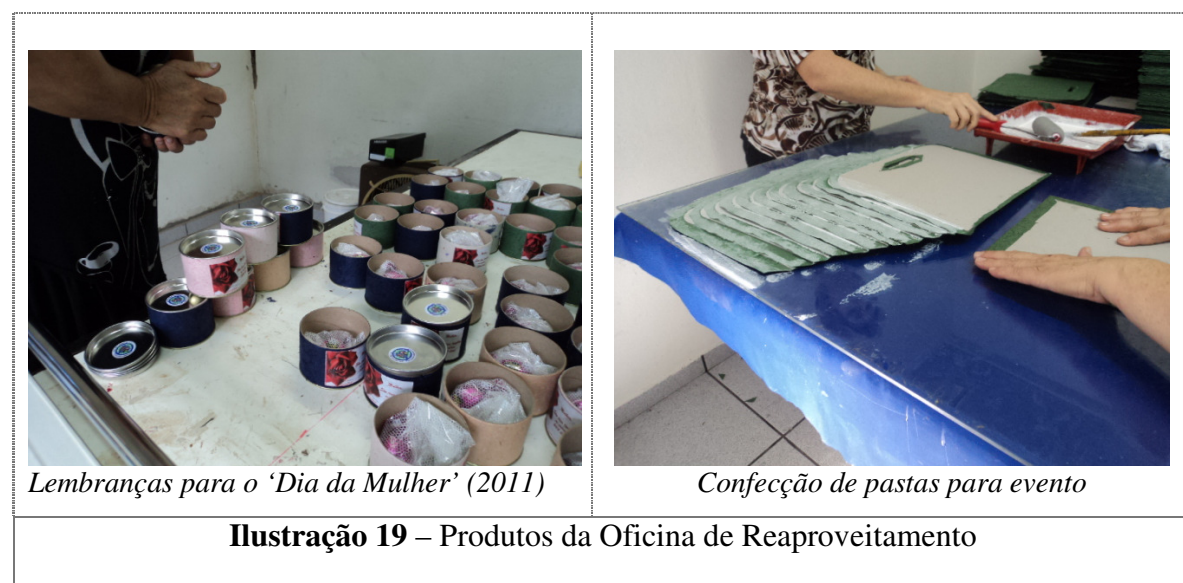 Lembranças para o ‘Dia da Mulher’ (2011)
Confecção de pastas para evento
Ilustração 19 – Produtos da Oficina de Reaproveitamento